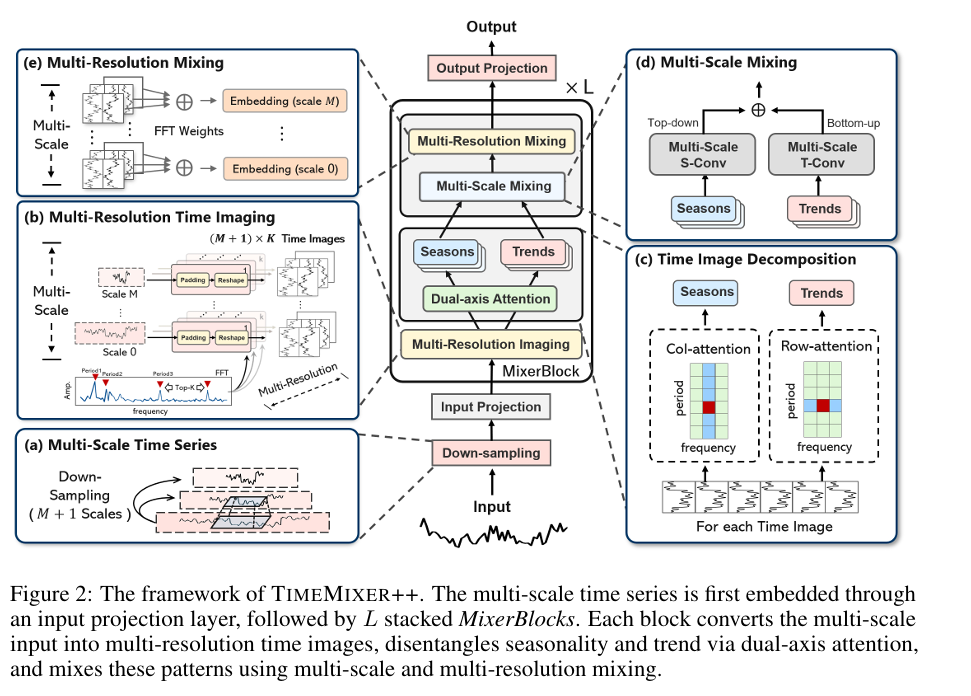 Output
Output Projection
× L
Multi-Resolution Mixing
Multi-Scale Mixing
Seasons
Trends
Dual-axis Attention
Multi-Resolution Imaging
MixerBlock
Input Projection
Down-sampling
Input
(e) Multi-Resolution Mixing
Multi-
Scale
FFT Weights
Embedding (scale M)
Embedding (scale 0)
(b) Multi-Resolution Time Imaging
(M + 1) × K Time Images
Multi-
Scale
Scale M
Padding
Reshape
1
k
Scale 0
Padding
Reshape
1
k
FFT
Period1
Period2
Period3
Top-K
Amp.
frequency
Multi-Resolution
(a) Multi-Scale Time Series
Down-
Sampling
( M + 1 Scales )
(d) Multi-Scale Mixing
Top-down
Bottom-up
Multi-Scale
S-Conv
Multi-Scale
T-Conv
Seasons
Trends
(c) Time Image Decomposition
Seasons
Trends
Col-attention
Row-attention
period
frequency
period
frequency
For each Time Image
Figure 2: The framework of TIMEMIXER++. The multi-scale time series is first embedded through
an input projection layer, followed by L stacked MixerBlocks. Each block converts the multi-scale
input into multi-resolution time images, disentangles seasonality and trend via dual-axis attention,
and mixes these patterns using multi-scale and multi-resolution mixing.